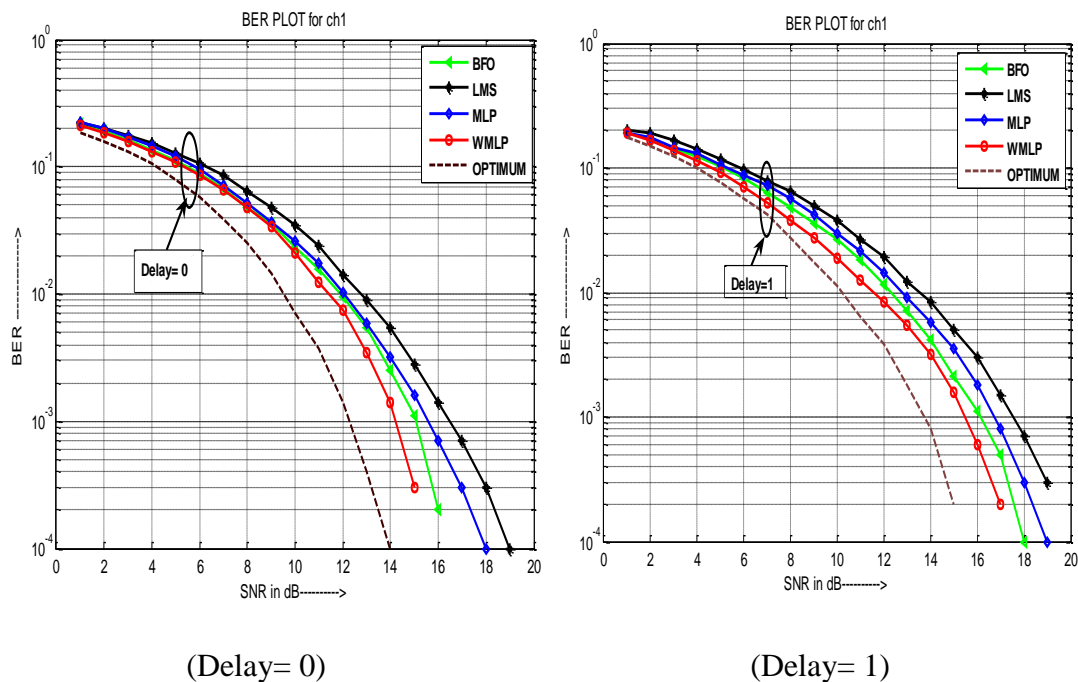 BER PLOT for ch1
10^0
10^-1
10^-2
10^-3
10^-4
BER ---------->
0 2 4 6 8 10 12 14 16 18 20
SNR in dB---------->
BFO
LMS
MLP
WMLP
OPTIMUM
Delay= 0
(Delay= 0)
BER PLOT for ch1
10^0
10^-1
10^-2
10^-3
10^-4
BER ---------->
0 2 4 6 8 10 12 14 16 18 20
SNR in dB---------->
BFO
LMS
MLP
WMLP
OPTIMUM
Delay=1
(Delay= 1)